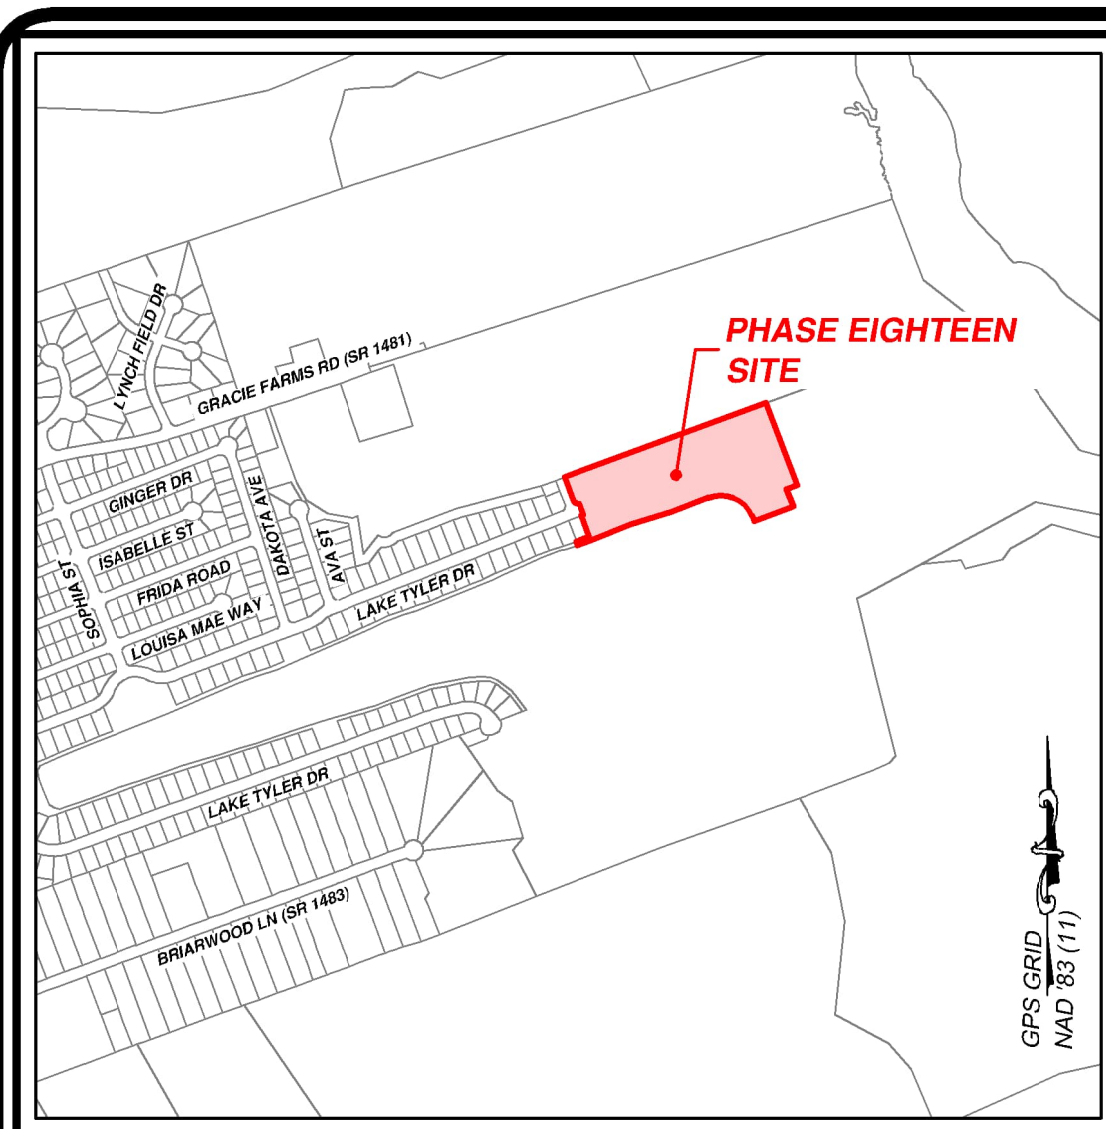 PHASE EIGHTEEN
SITE
LYNCH FIELD DR
GRACIE FARMS RD (SR 1481)
GINGER DR
ISABELLE ST
DAKOTA AVE
AVA ST
FRIDA ROAD
SOPHIA ST
LOUISA MAE WAY
LAKE TYLER DR
LAKE TYLER DR
BRIARWOOD LN (SR 1483)
GPS GRID
NAD '83 (11)